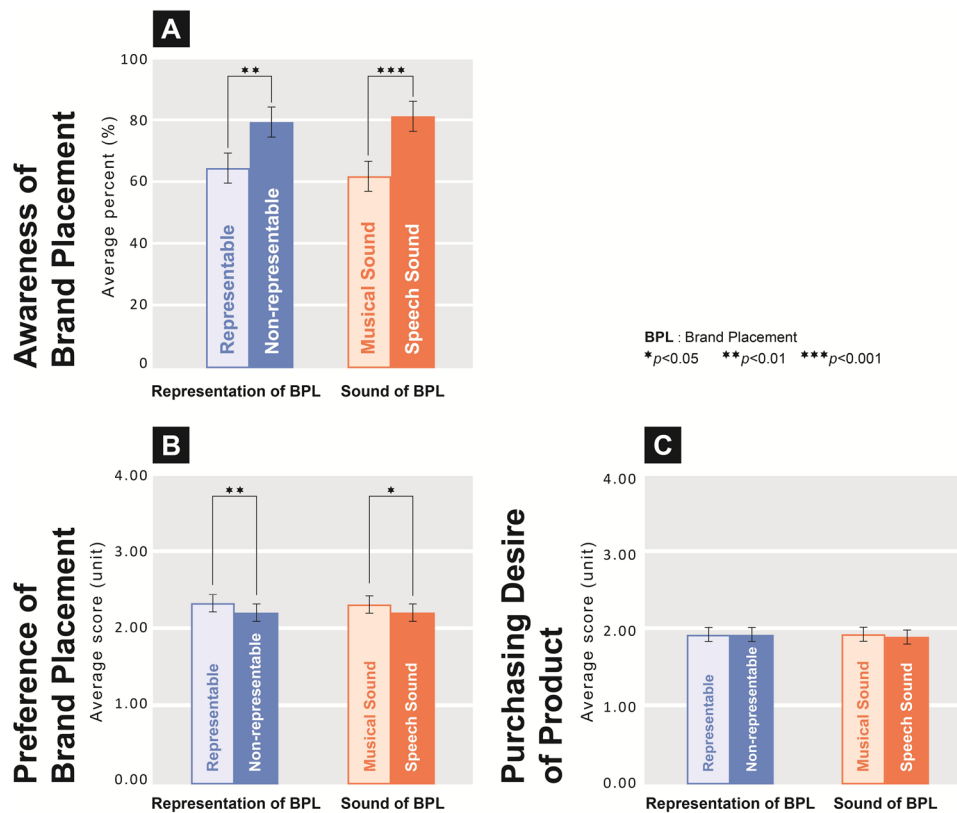 A
Awareness of
Brand Placement
Average percent (%)
100
80
60
40
20
0
★★
★★★
Representable
Non-representable
Musical Sound
Speech Sound
Representation of BPL
Sound of BPL
BPL : Brand Placement
★p<0.05 ★★p<0.01 ★★★p<0.001
B
Preference of
Brand Placement
Average score (unit)
4.00
3.00
2.00
1.00
0.00
★★
★
Representable
Non-representable
Musical Sound
Speech Sound
Representation of BPL
Sound of BPL
C
Purchasing Desire
of Product
Average score (unit)
4.00
3.00
2.00
1.00
0.00
Representable
Non-representable
Musical Sound
Speech Sound
Representation of BPL
Sound of BPL